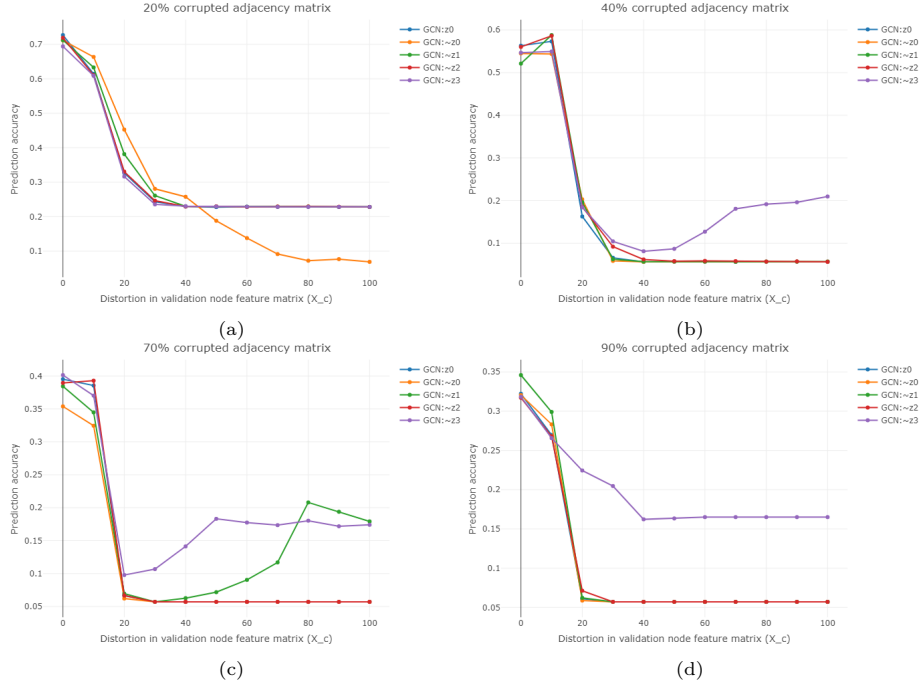 20% corrupted adjacency matrix
Prediction accuracy
0.7
0.6
0.5
0.4
0.3
0.2
0.1
0 20 40 60 80 100
Distortion in validation node feature matrix (X_c)
GCN:z0
GCN:~z0
GCN:~z1
GCN:~z2
GCN:~z3
(a)
40% corrupted adjacency matrix
Prediction accuracy
0.6
0.5
0.4
0.3
0.2
0.1
0 20 40 60 80 100
Distortion in validation node feature matrix (X_c)
GCN:z0
GCN:~z0
GCN:~z1
GCN:~z2
GCN:~z3
(b)
70% corrupted adjacency matrix
Prediction accuracy
0.4
0.35
0.3
0.25
0.2
0.15
0.1
0.05
0 20 40 60 80 100
Distortion in validation node feature matrix (X_c)
GCN:z0
GCN:~z0
GCN:~z1
GCN:~z2
GCN:~z3
(c)
90% corrupted adjacency matrix
Prediction accuracy
0.35
0.3
0.25
0.2
0.15
0.1
0.05
0 20 40 60 80 100
Distortion in validation node feature matrix (X_c)
GCN:z0
GCN:~z0
GCN:~z1
GCN:~z2
GCN:~z3
(d)